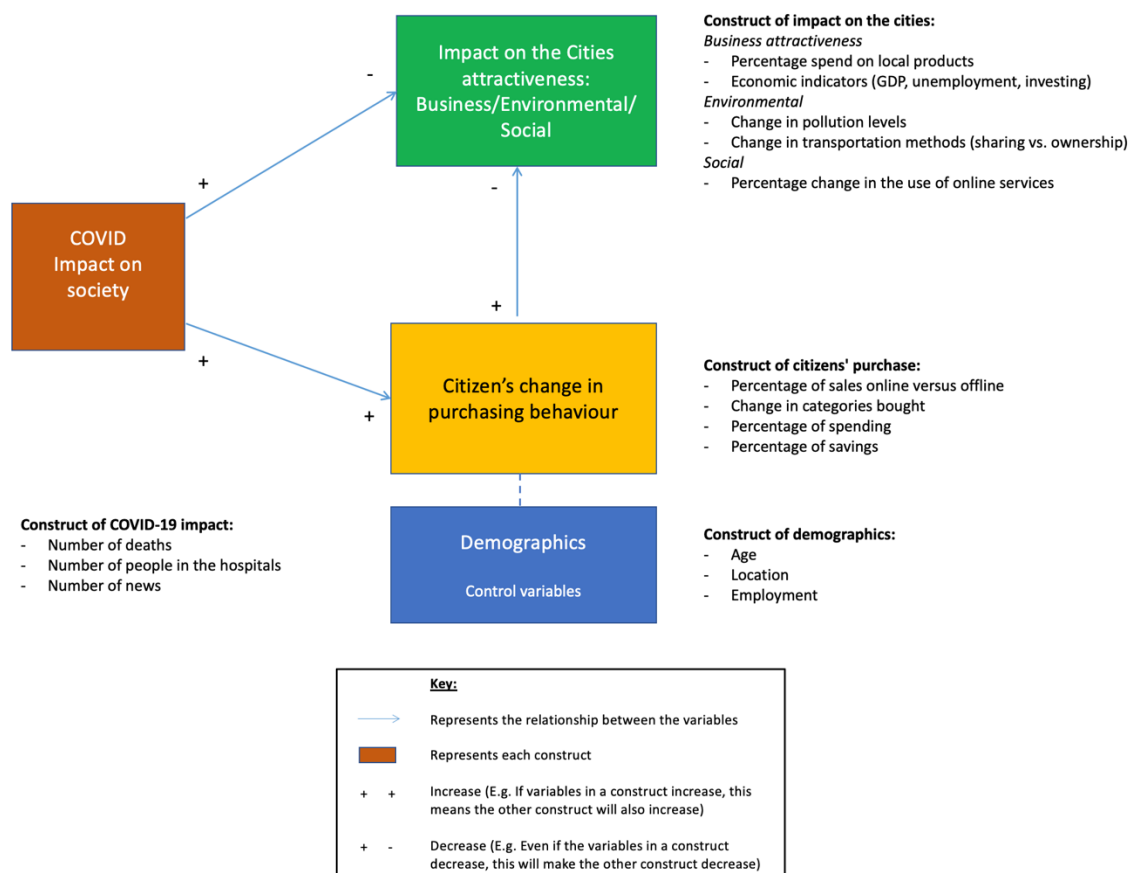 Impact on the Cities
attractiveness:
Business/Environmental/
Social
Construct of impact on the cities:
Business attractiveness
- Percentage spend on local products
- Economic indicators (GDP, unemployment, investing)
Environmental
- Change in pollution levels
- Change in transportation methods (sharing vs. ownership)
Social
- Percentage change in the use of online services
-
+
-
COVID
Impact on
society
+
+
+
Citizen's change in
purchasing behaviour
Construct of citizens' purchase:
- Percentage of sales online versus offline
- Change in categories bought
- Percentage of spending
- Percentage of savings
Construct of COVID-19 impact:
- Number of deaths
- Number of people in the hospitals
- Number of news
Demographics
Control variables
Construct of demographics:
- Age
- Location
- Employment
Key:
Represents the relationship between the variables
Represents each construct
+ + Increase (E.g. If variables in a construct increase, this
means the other construct will also increase)
+ - Decrease (E.g. Even if the variables in a construct
decrease, this will make the other construct decrease)